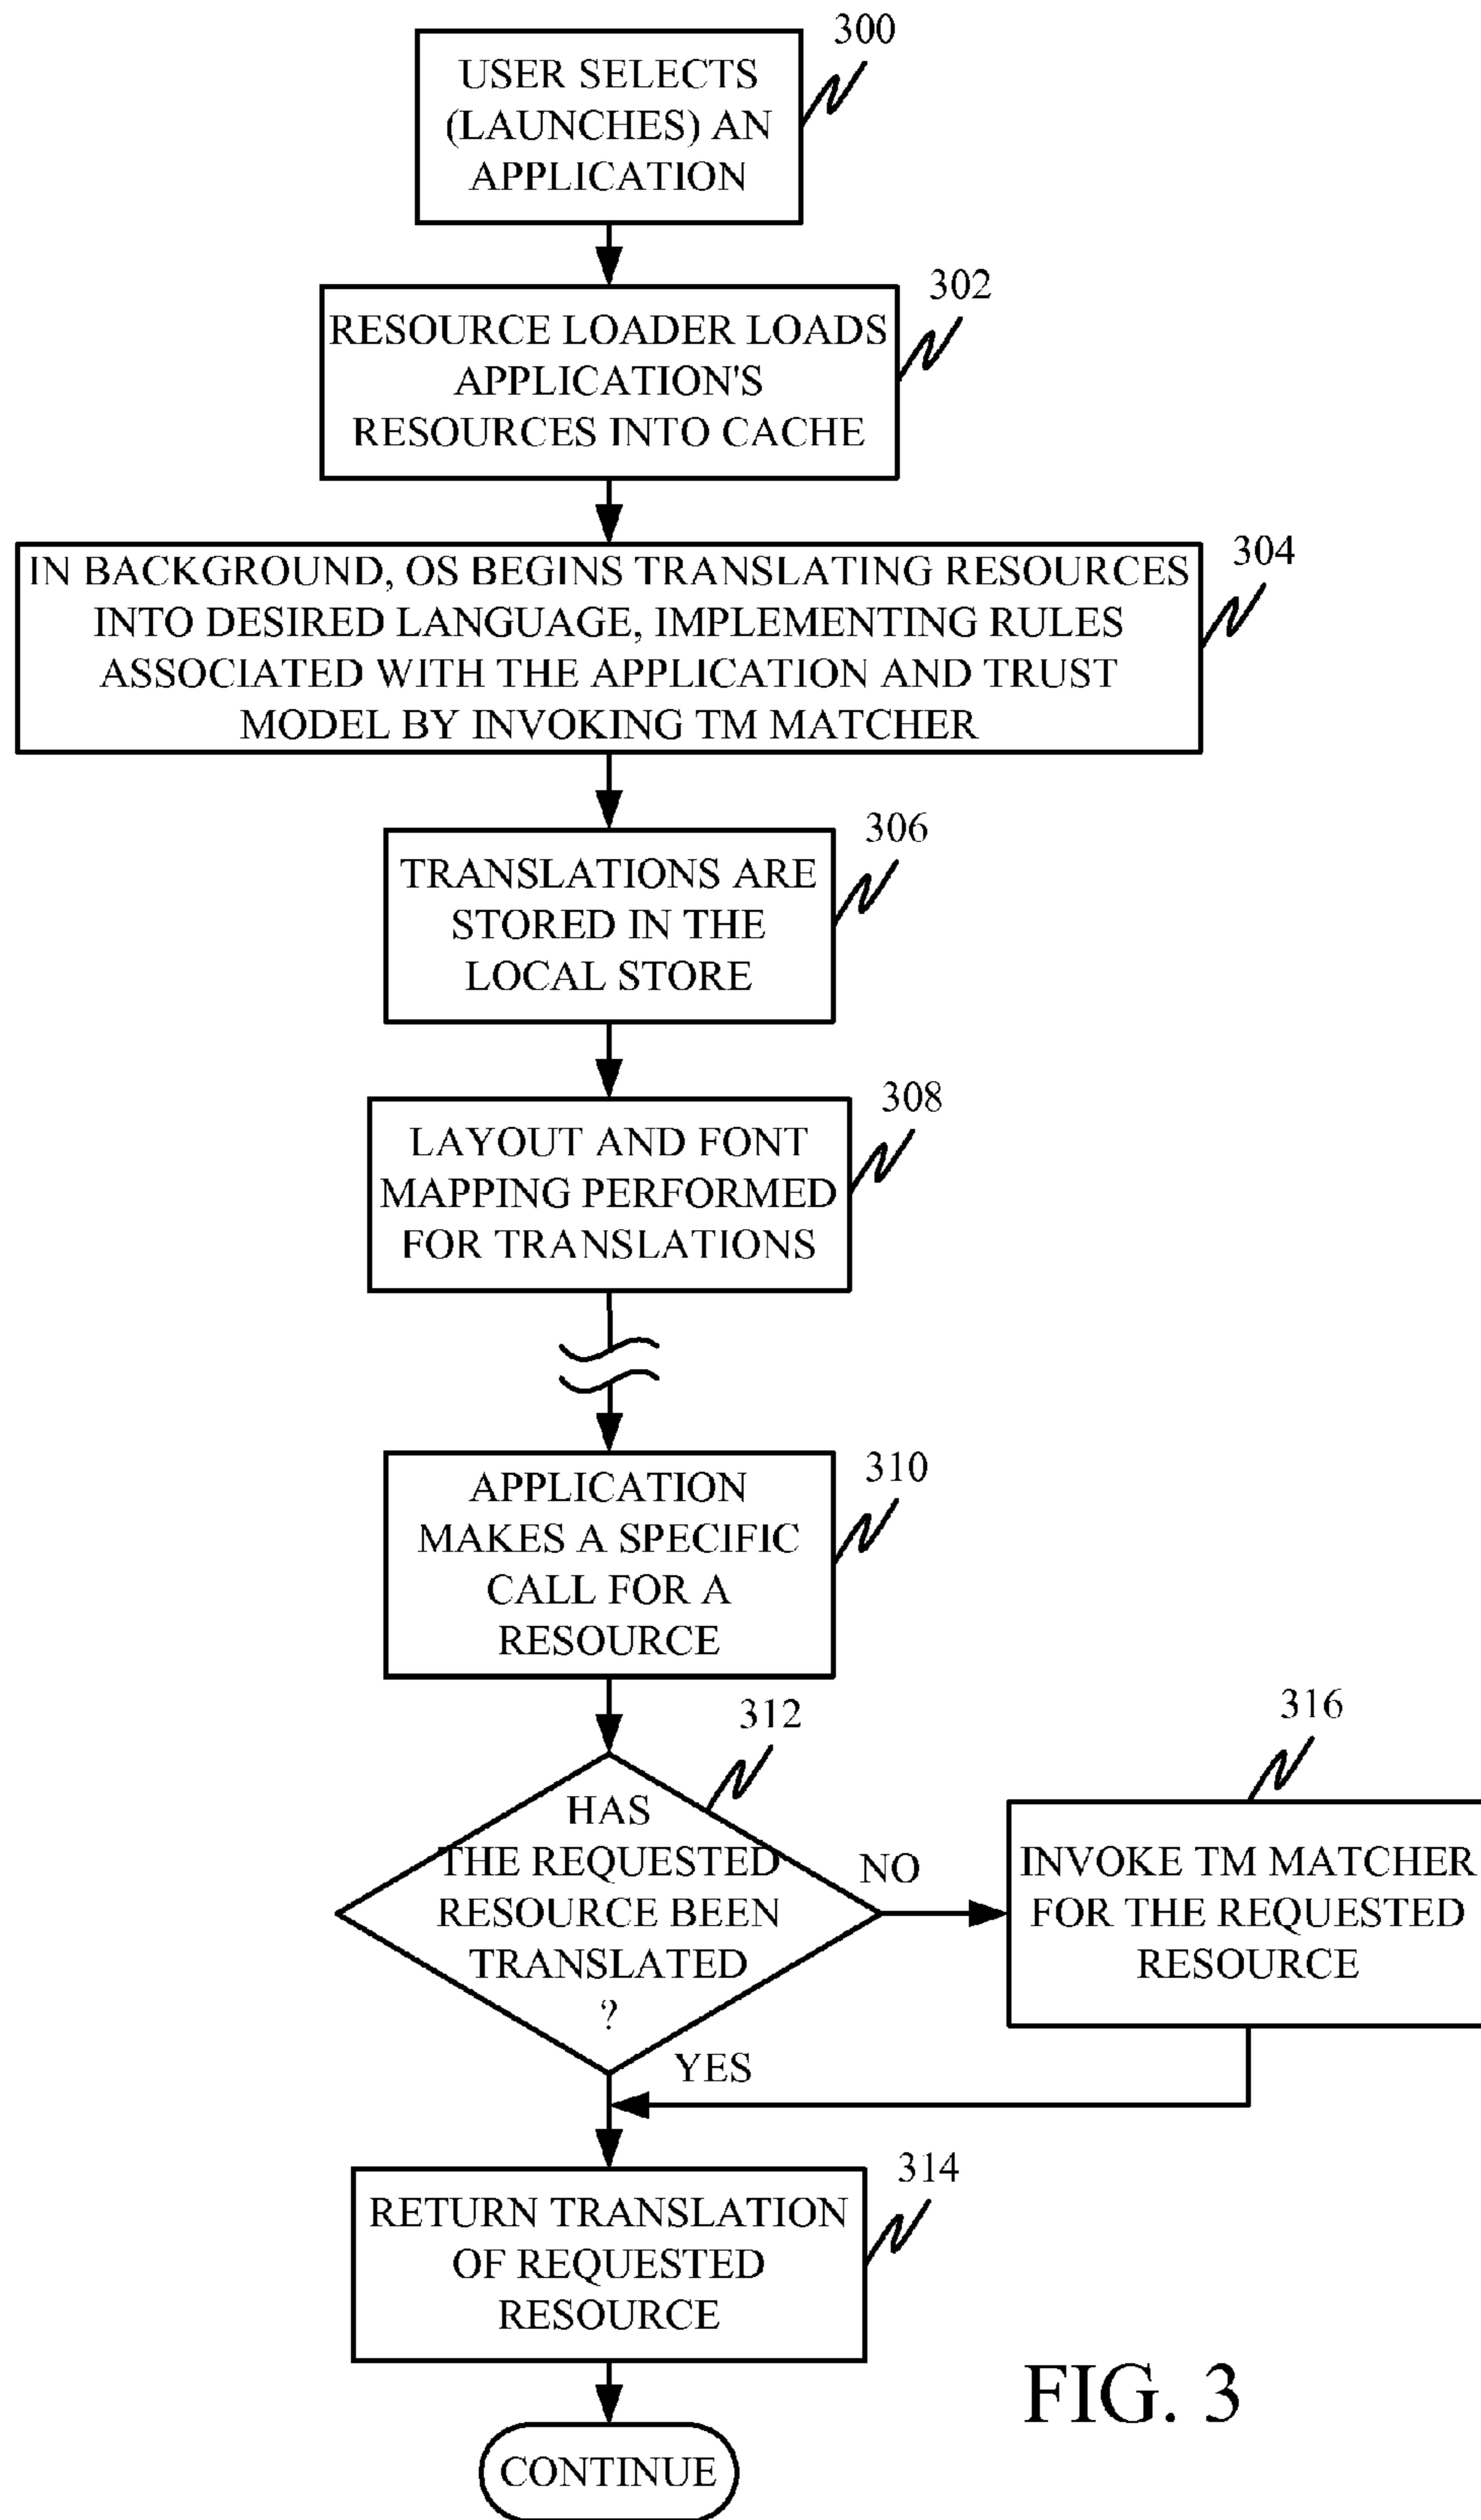 300
USER SELECTS
(LAUNCHES) AN
APPLICATION
302
RESOURCE LOADER LOADS
APPLICATION'S
RESOURCES INTO CACHE
304
IN BACKGROUND, OS BEGINS TRANSLATING RESOURCES
INTO DESIRED LANGUAGE, IMPLEMENTING RULES
ASSOCIATED WITH THE APPLICATION AND TRUST
MODEL BY INVOKING TM MATCHER
306
TRANSLATIONS ARE
STORED IN THE
LOCAL STORE
308
LAYOUT AND FONT
MAPPING PERFORMED
FOR TRANSLATIONS
310
APPLICATION
MAKES A SPECIFIC
CALL FOR A
RESOURCE
312
HAS
THE REQUESTED
RESOURCE BEEN
TRANSLATED
?
NO
316
INVOKE TM MATCHER
FOR THE REQUESTED
RESOURCE
YES
314
RETURN TRANSLATION
OF REQUESTED
RESOURCE
CONTINUE
FIG. 3